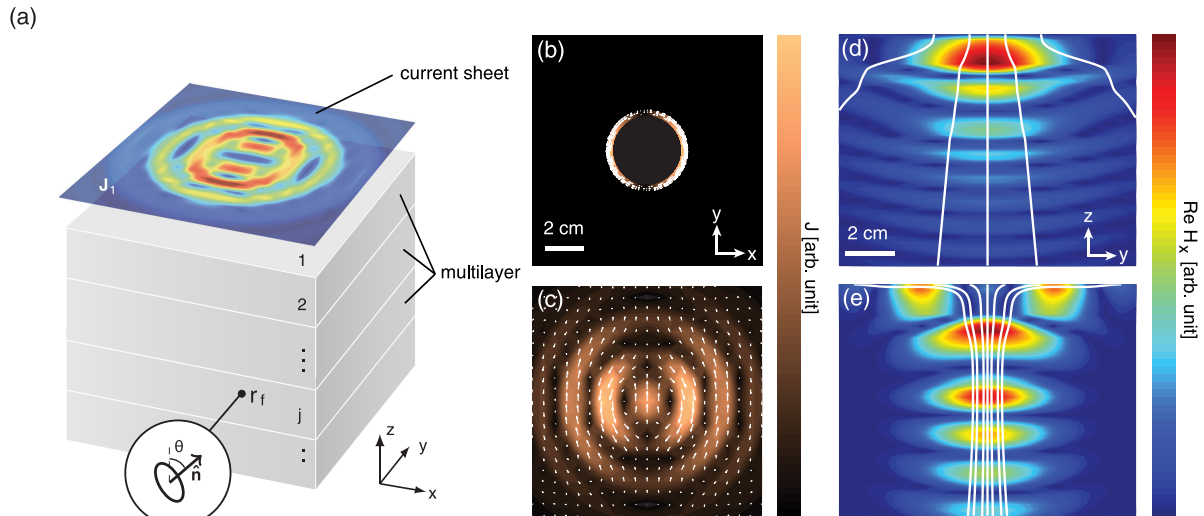 (a)
current sheet
J1
1
multilayer
2
⋮
rf
j
⋮
θ
n̂
z
y
x
(b)
2 cm
y
x
(c)
J [arb. unit]
(d)
2 cm
z
y
(e)
Re Hx [arb. unit]